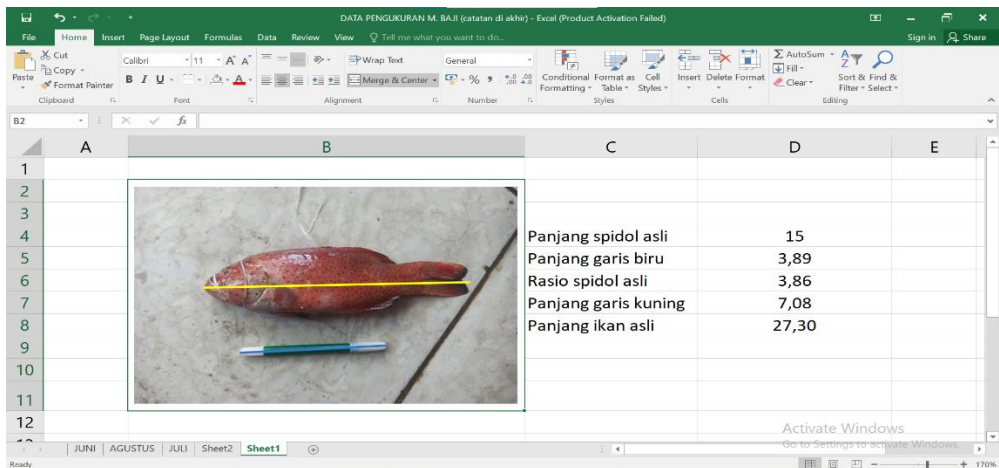 DATA PENGUKURAN M. BAJI (catatan di akhir) - Excel (Product Activation Failed)
File Home Insert Page Layout Formulas Data Review View Tell me what you want to do... Sign in Share
Paste
Cut
Copy
Format Painter
Clipboard
Calibri 11
B I U
Font
Wrap Text
Merge & Center
Alignment
General
% ,
Number
Conditional Formatting
Format as Table
Cell Styles
Styles
Insert Delete Format
Cells
AutoSum
Fill
Clear
Sort & Filter
Find & Select
Editing
B2 fx
A B C D E
1
2
3
4 Panjang spidol asli 15
5 Panjang garis biru 3,89
6 Rasio spidol asli 3,86
7 Panjang garis kuning 7,08
8 Panjang ikan asli 27,30
9
10
11
12
Activate Windows
Go to Settings to activate Windows.
JUNI AGUSTUS JULI Sheet2 Sheet1
Ready 170%